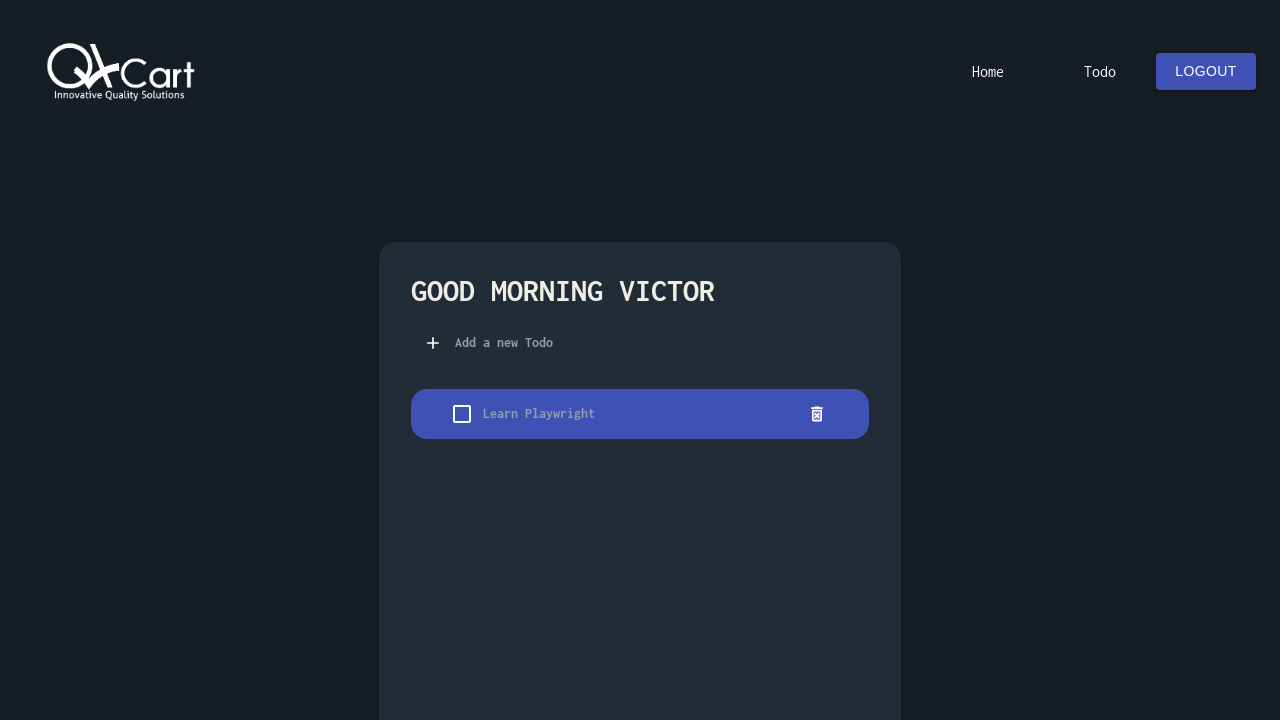 QACart
Innovative Quality Solutions
Home
Todo
LOGOUT
GOOD MORNING VICTOR
Add a new Todo
Learn Playwright